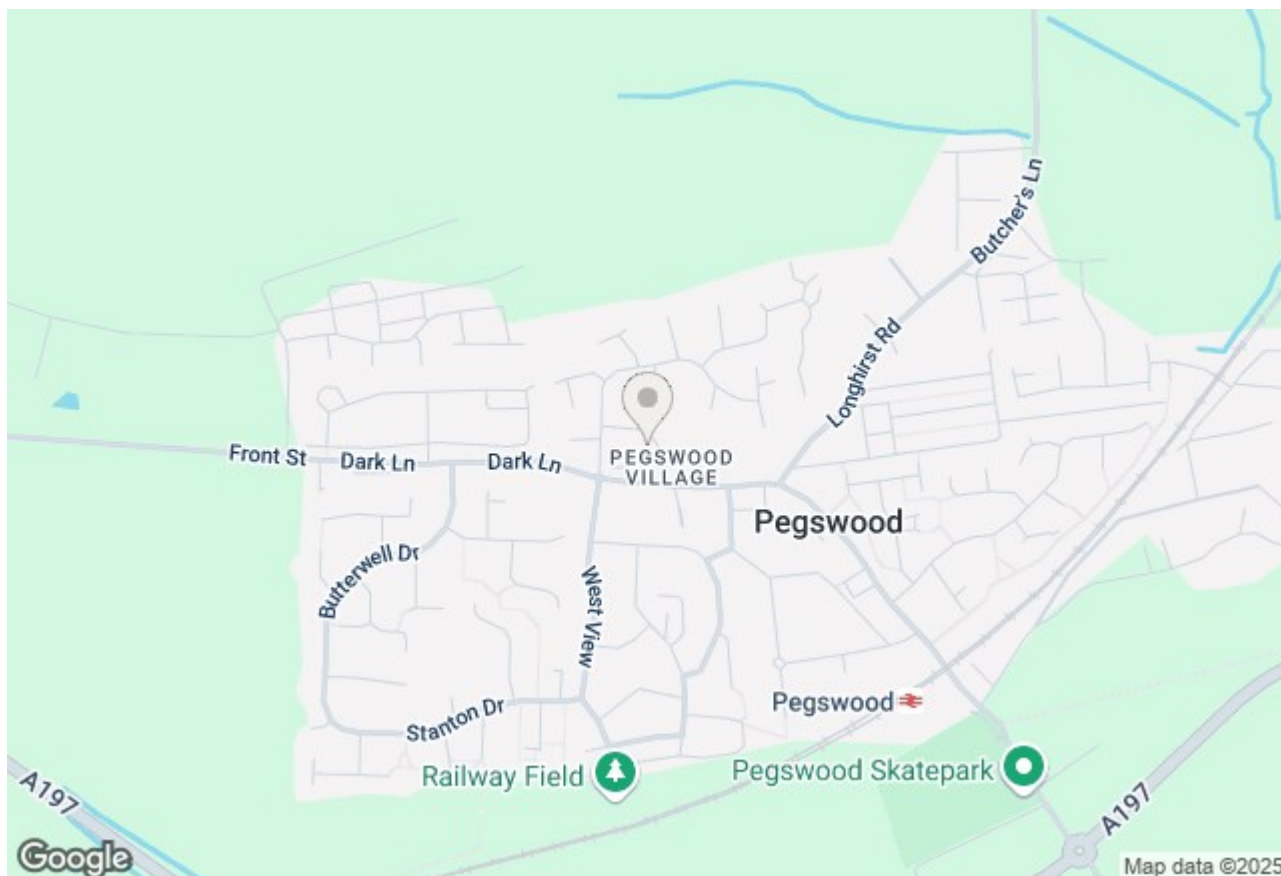 Butcher's Ln
Longhirst Rd
Front St
Dark Ln
Dark Ln
PEGSWOOD
VILLAGE
Pegswood
Butterwell Dr
West View
Stanton Dr
Pegswood
Railway Field
Pegswood Skatepark
A197
A197
Google
Map data ©2025